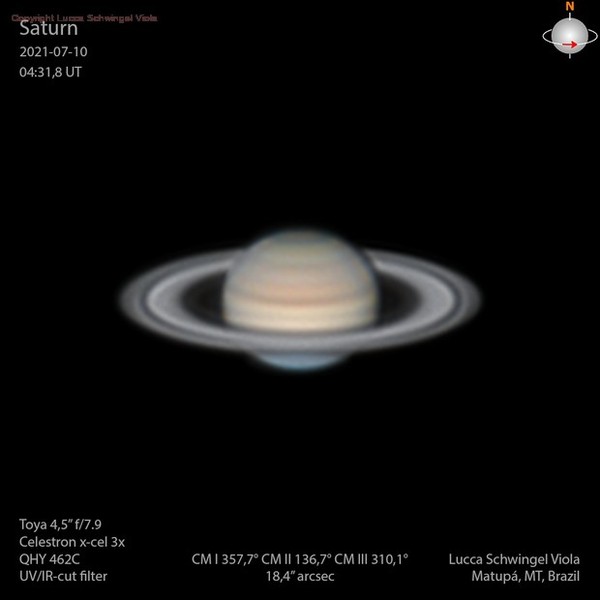 Copyright Lucca Schwingel Viola
Saturn
2021-07-10
04:31,8 UT
N
Toya 4,5" f/7.9
Celestron x-cel 3x
QHY 462C
UV/IR-cut filter
CM I 357,7° CM II 136,7° CM III 310,1°
18,4" arcsec
Lucca Schwingel Viola
Matupá, MT, Brazil